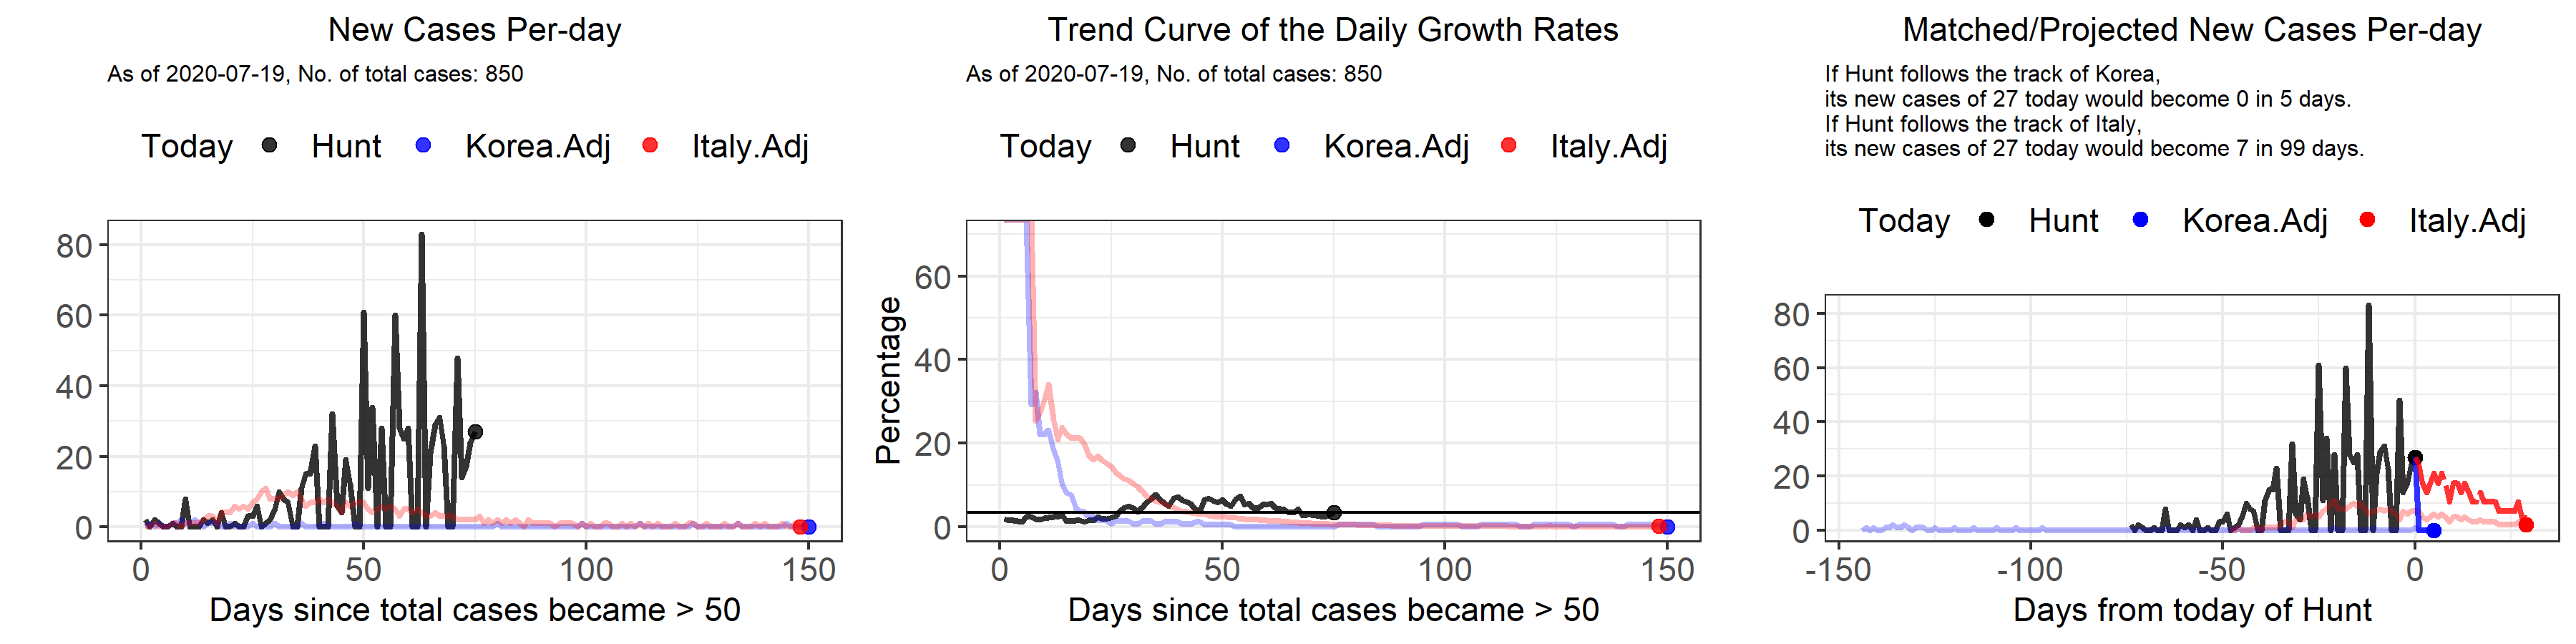 New Cases Per-day
As of 2020-07-19, No. of total cases: 850
Today Hunt Korea.Adj Italy.Adj
80
60
40
20
0
0 50 100 150
Days since total cases became > 50
Trend Curve of the Daily Growth Rates
As of 2020-07-19, No. of total cases: 850
Today Hunt Korea.Adj Italy.Adj
Percentage
60
40
20
0
0 50 100 150
Days since total cases became > 50
Matched/Projected New Cases Per-day
If Hunt follows the track of Korea,
its new cases of 27 today would become 0 in 5 days.
If Hunt follows the track of Italy,
its new cases of 27 today would become 7 in 99 days.
Today Hunt Korea.Adj Italy.Adj
80
60
40
20
0
-150 -100 -50 0
Days from today of Hunt